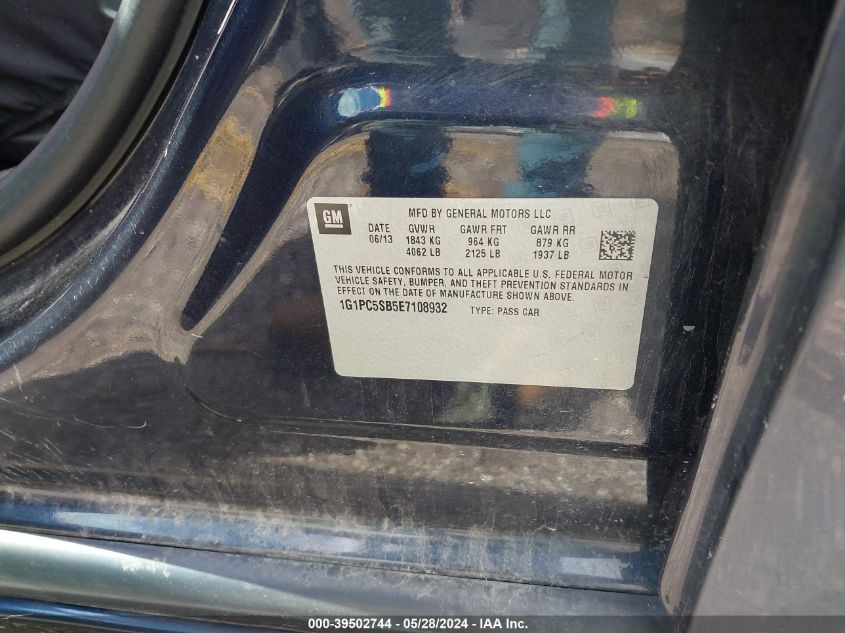 GM
MFD BY GENERAL MOTORS LLC
DATE GVWR GAWR FRT GAWR RR
06/13 1843 KG 964 KG 879 KG
4062 LB 2125 LB 1937 LB
THIS VEHICLE CONFORMS TO ALL APPLICABLE U.S. FEDERAL MOTOR
VEHICLE SAFETY, BUMPER, AND THEFT PREVENTION STANDARDS IN
EFFECT ON THE DATE OF MANUFACTURE SHOWN ABOVE.
1G1PC5SB5E7108932 TYPE: PASS CAR
000-39502744 - 05/28/2024 - IAA Inc.